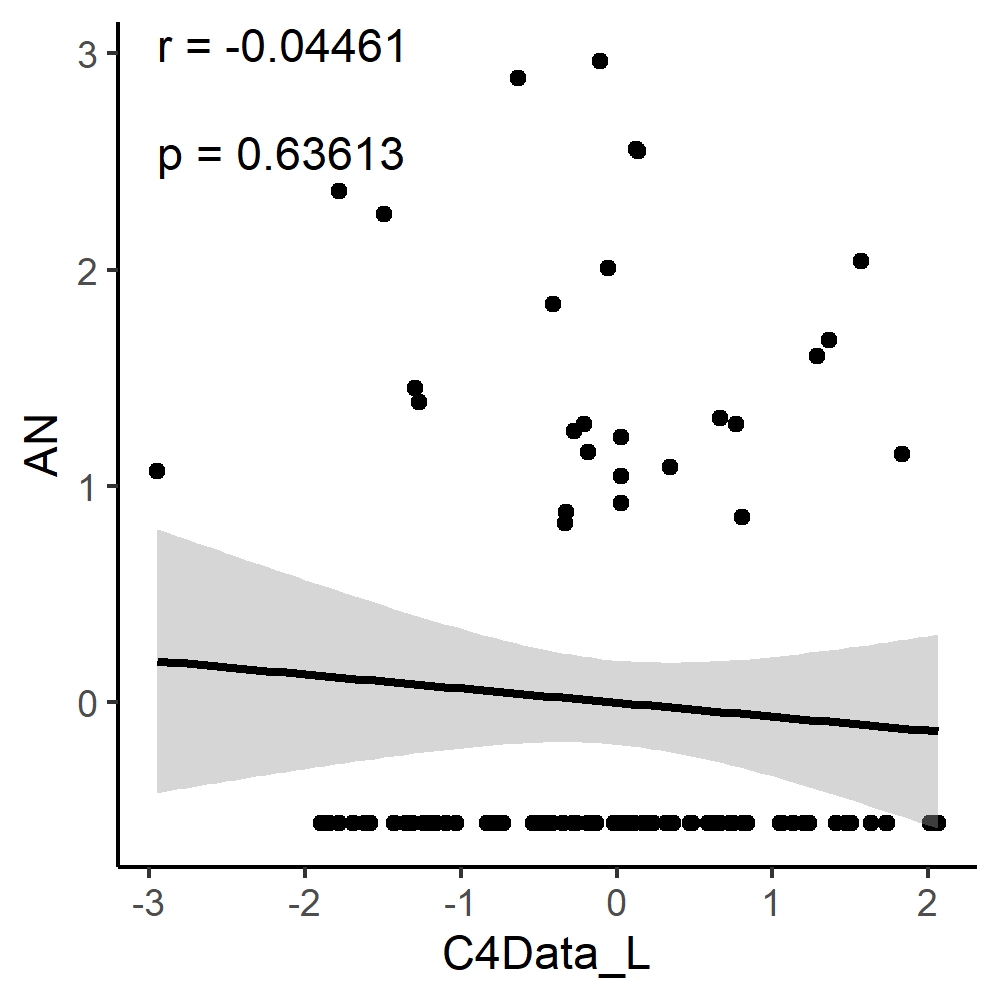 r = -0.04461
p = 0.63613
3
2
1
0
AN
-3 -2 -1 0 1 2
C4Data_L